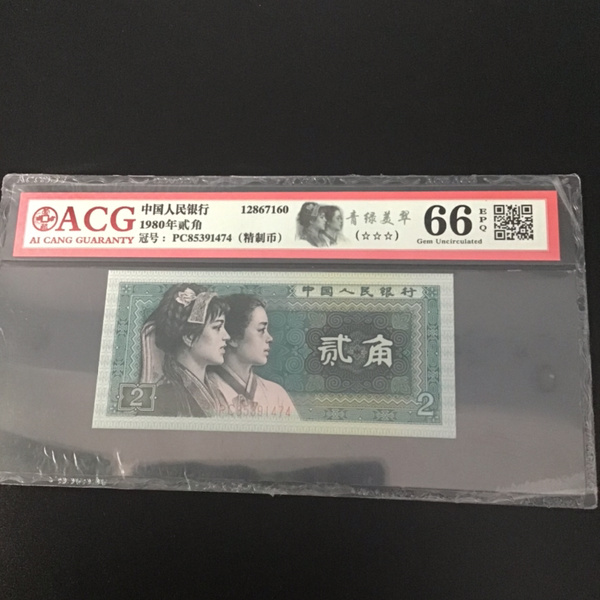 ACG
AI CANG GUARANTY
中国人民银行 12867160
1980年贰角
冠号：PC85391474（精制币）
青绿美翠
(☆☆☆)
66 EPQ
Gem Uncirculated
中国人民银行
贰角
2
2
PC85391474